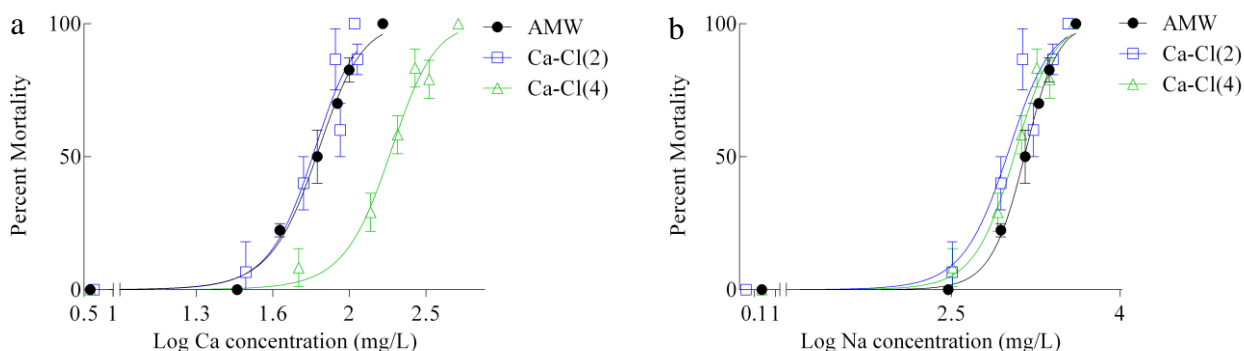 a
Percent Mortality
100
50
0
0.5 1 1.3 1.6 2 2.5
Log Ca concentration (mg/L)
AMW
Ca-Cl(2)
Ca-Cl(4)
b
Percent Mortality
100
50
0
0.1 1 2.5 4
Log Na concentration (mg/L)
AMW
Ca-Cl(2)
Ca-Cl(4)